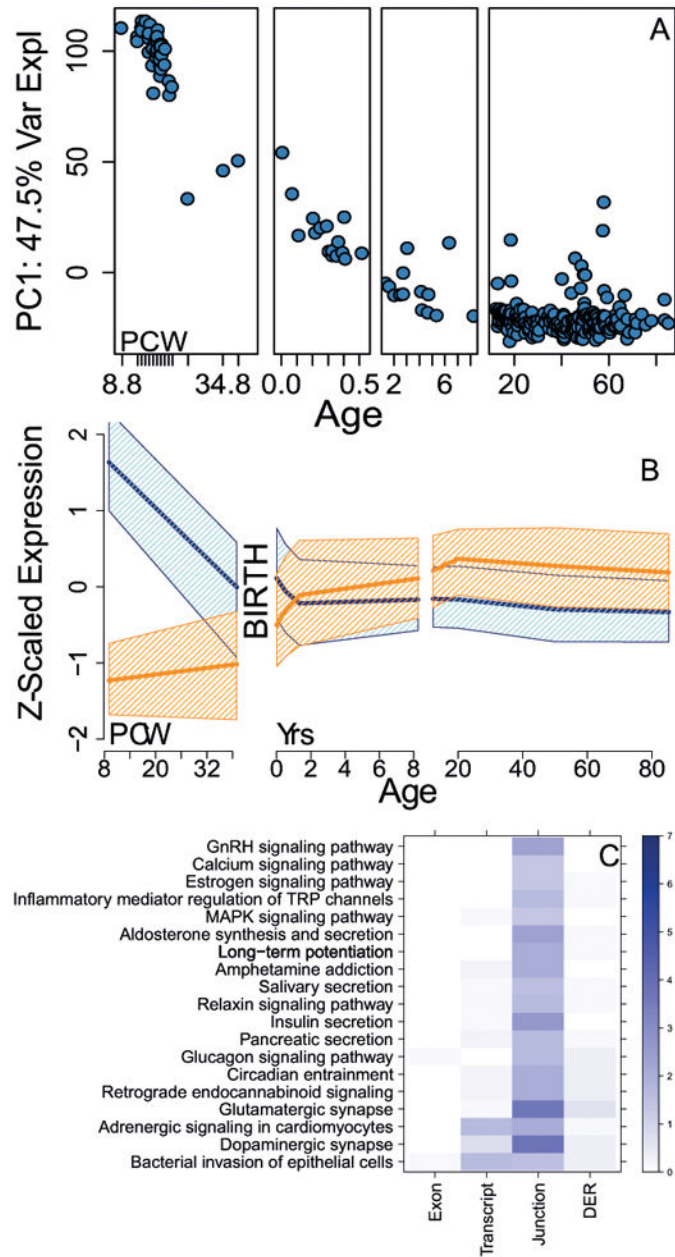 A
PC1: 47.5% Var Expl
100
50
0
PCW
8.8 34.8 0.0 0.5 2 6 20 60
Age
B
Z-Scaled Expression
2
1
0
-1
-2
BIRTH
PCW
Yrs
8 20 32 0 2 4 6 8 20 40 60 80
Age
C
GnRH signaling pathway
Calcium signaling pathway
Estrogen signaling pathway
Inflammatory mediator regulation of TRP channels
MAPK signaling pathway
Aldosterone synthesis and secretion
Long-term potentiation
Amphetamine addiction
Salivary secretion
Relaxin signaling pathway
Insulin secretion
Pancreatic secretion
Glucagon signaling pathway
Circadian entrainment
Retrograde endocannabinoid signaling
Glutamatergic synapse
Adrenergic signaling in cardiomyocytes
Dopaminergic synapse
Bacterial invasion of epithelial cells
Exon
Transcript
Junction
DER
7
6
5
4
3
2
1
0